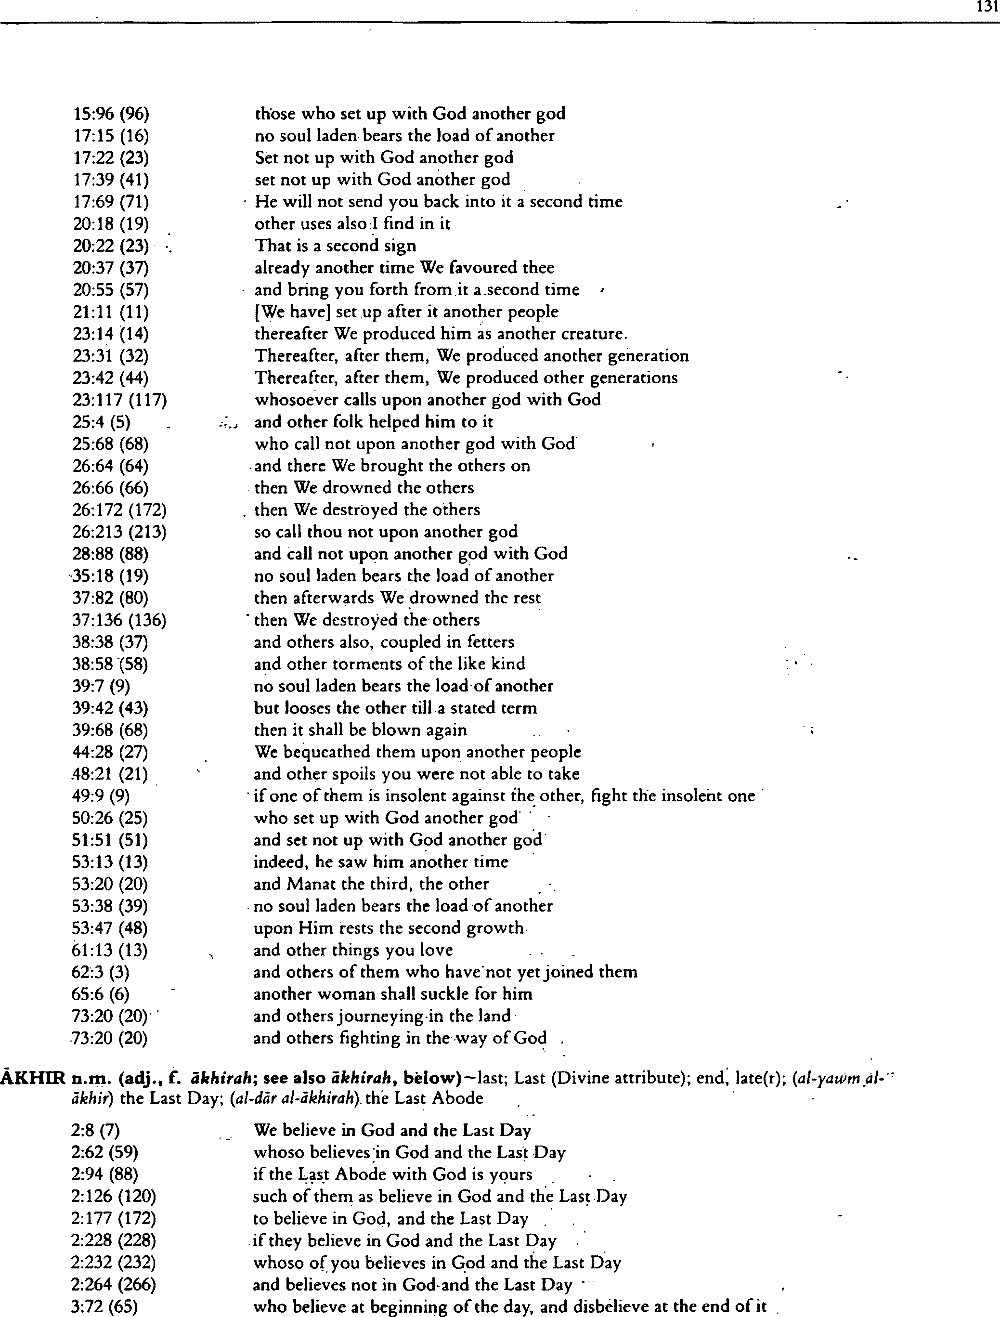 131
15:96 (96) those who set up with God another god
17:15 (16) no soul laden bears the load of another
17:22 (23) Set not up with God another god
17:39 (41) set not up with God another god
17:69 (71) He will not send you back into it a second time
20:18 (19) other uses also I find in it
20:22 (23) That is a second sign
20:37 (37) already another time We favoured thee
20:55 (57) and bring you forth from it a second time
21:11 (11) [We have] set up after it another people
23:14 (14) thereafter We produced him as another creature.
23:31 (32) Thereafter, after them, We produced another generation
23:42 (44) Thereafter, after them, We produced other generations
23:117 (117) whosoever calls upon another god with God
25:4 (5) and other folk helped him to it
25:68 (68) who call not upon another god with God
26:64 (64) and there We brought the others on
26:66 (66) then We drowned the others
26:172 (172) then We destroyed the others
26:213 (213) so call thou not upon another god
28:88 (88) and call not upon another god with God
35:18 (19) no soul laden bears the load of another
37:82 (80) then afterwards We drowned the rest
37:136 (136) then We destroyed the others
38:38 (37) and others also, coupled in fetters
38:58 (58) and other torments of the like kind
39:7 (9) no soul laden bears the load of another
39:42 (43) but looses the other till a stated term
39:68 (68) then it shall be blown again
44:28 (27) We bequeathed them upon another people
48:21 (21) and other spoils you were not able to take
49:9 (9) if one of them is insolent against the other, fight the insolent one
50:26 (25) who set up with God another god
51:51 (51) and set not up with God another god
53:13 (13) indeed, he saw him another time
53:20 (20) and Manat the third, the other
53:38 (39) no soul laden bears the load of another
53:47 (48) upon Him rests the second growth
61:13 (13) and other things you love
62:3 (3) and others of them who have not yet joined them
65:6 (6) another woman shall suckle for him
73:20 (20) and others journeying in the land
73:20 (20) and others fighting in the way of God
ĀKHIR n.m. (adj., f. ākhirah; see also ākhirah, below)—last; Last (Divine attribute); end, late(r); (al-yawm al-
ākhir) the Last Day; (al-dār al-ākhirah) the Last Abode
2:8 (7) We believe in God and the Last Day
2:62 (59) whoso believes in God and the Last Day
2:94 (88) if the Last Abode with God is yours
2:126 (120) such of them as believe in God and the Last Day
2:177 (172) to believe in God, and the Last Day
2:228 (228) if they believe in God and the Last Day
2:232 (232) whoso of you believes in God and the Last Day
2:264 (266) and believes not in God and the Last Day
3:72 (65) who believe at beginning of the day, and disbelieve at the end of it